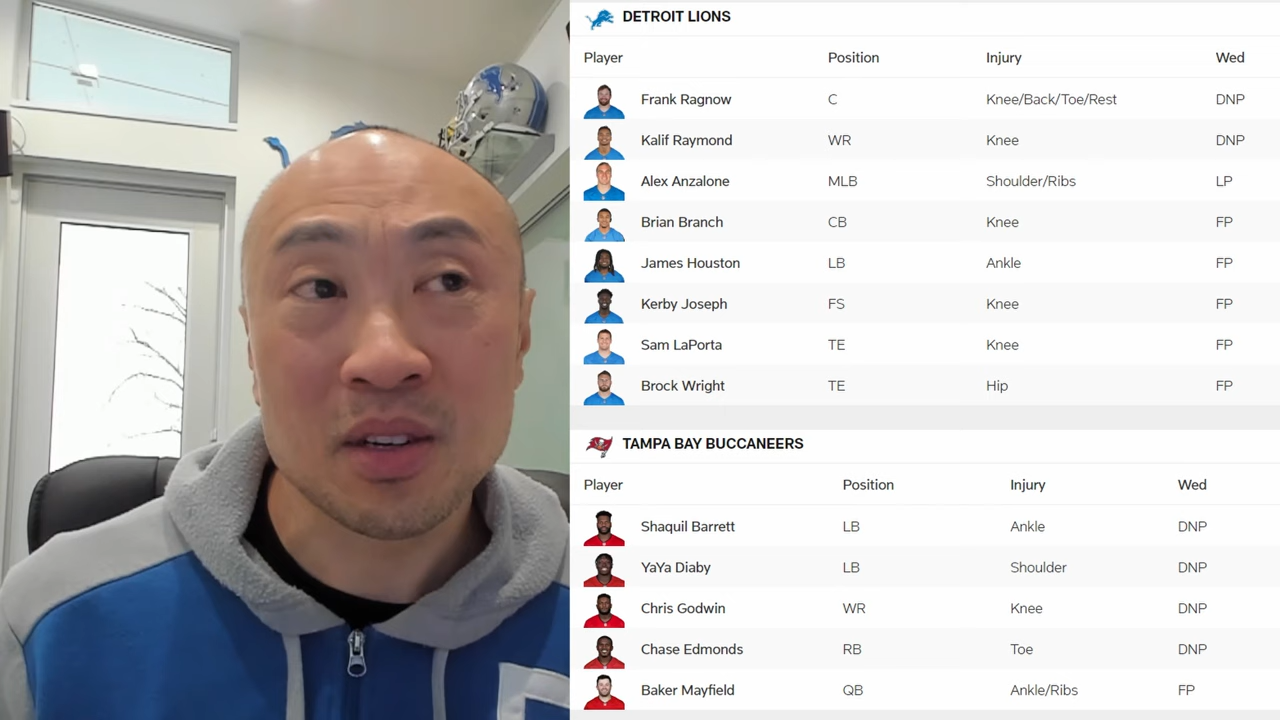 DETROIT LIONS
Player Position Injury Wed
Frank Ragnow C Knee/Back/Toe/Rest DNP
Kalif Raymond WR Knee DNP
Alex Anzalone MLB Shoulder/Ribs LP
Brian Branch CB Knee FP
James Houston LB Ankle FP
Kerby Joseph FS Knee FP
Sam LaPorta TE Knee FP
Brock Wright TE Hip FP
TAMPA BAY BUCCANEERS
Player Position Injury Wed
Shaquil Barrett LB Ankle DNP
YaYa Diaby LB Shoulder DNP
Chris Godwin WR Knee DNP
Chase Edmonds RB Toe DNP
Baker Mayfield QB Ankle/Ribs FP